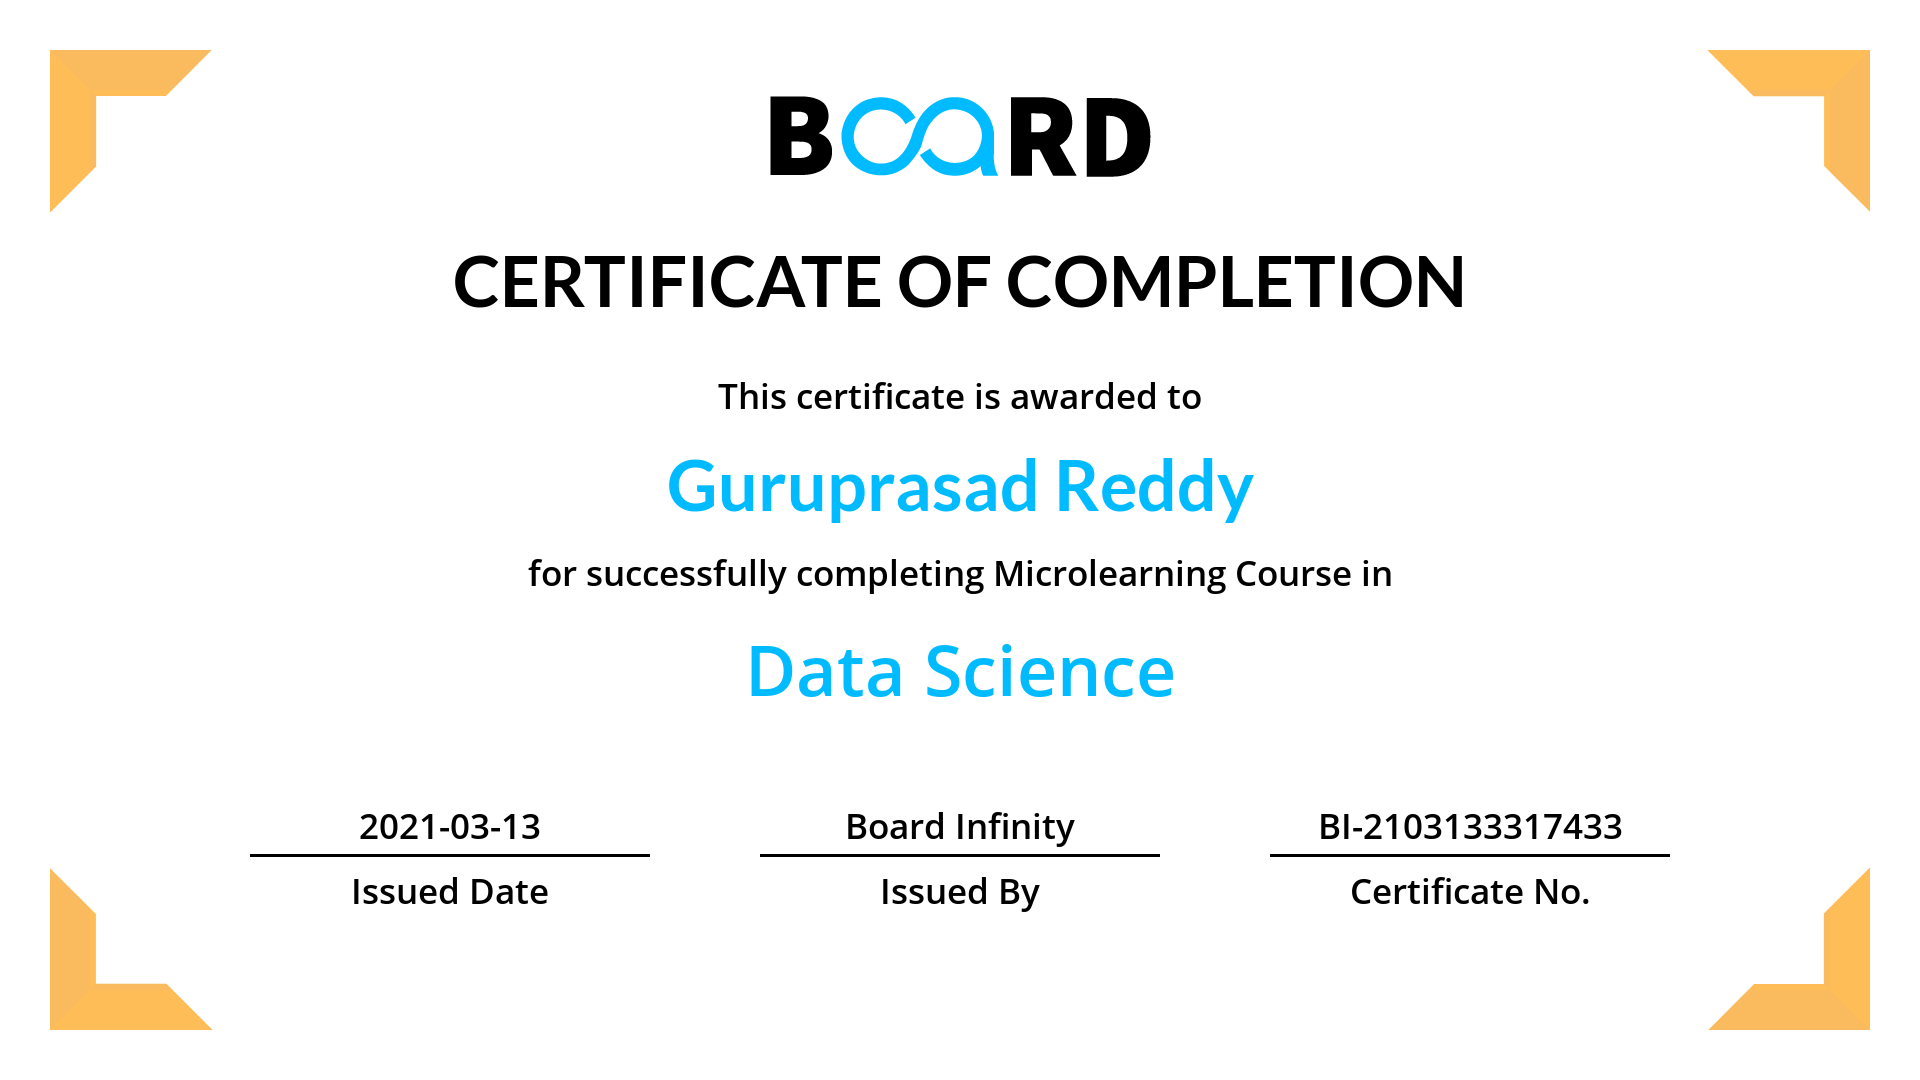 BOARD
CERTIFICATE OF COMPLETION
This certificate is awarded to
Guruprasad Reddy
for successfully completing Microlearning Course in
Data Science
2021-03-13
Issued Date
Board Infinity
Issued By
BI-2103133317433
Certificate No.